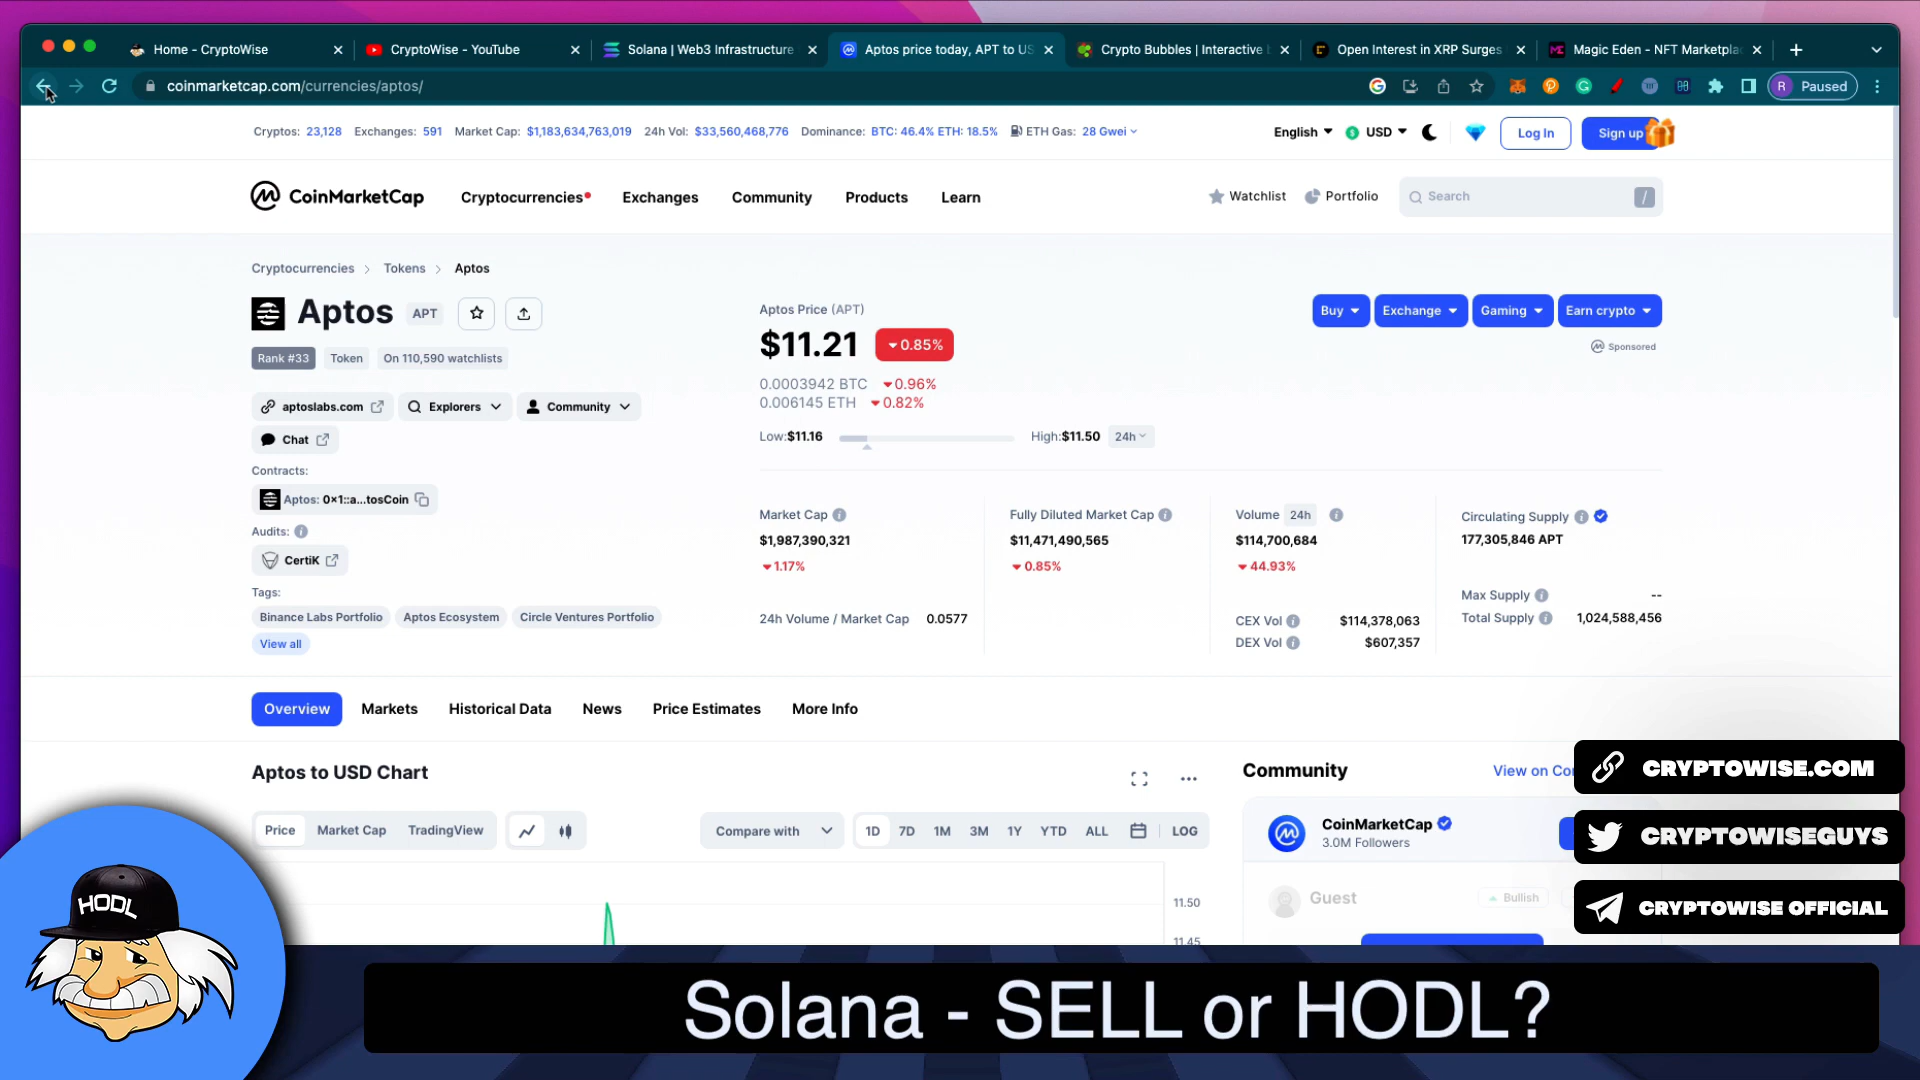 Home - CryptoWise
CryptoWise - YouTube
Solana | Web3 Infrastructure
Aptos price today, APT to US
Crypto Bubbles | Interactive b
Open Interest in XRP Surges
Magic Eden - NFT Marketpla
coinmarketcap.com/currencies/aptos/
R Paused
Cryptos: 23,128 Exchanges: 591 Market Cap: $1,183,634,763,019 24h Vol: $33,560,468,776 Dominance: BTC: 46.4% ETH: 18.5% ETH Gas: 28 Gwei
English USD Log In Sign up
CoinMarketCap Cryptocurrencies Exchanges Community Products Learn
Watchlist Portfolio Search /
Cryptocurrencies > Tokens > Aptos
Aptos APT
Rank #33 Token On 110,590 watchlists
aptoslabs.com Explorers Community
Chat
Contracts:
Aptos: 0x1::a...tosCoin
Audits:
CertiK
Tags:
Binance Labs Portfolio Aptos Ecosystem Circle Ventures Portfolio
View all
Aptos Price (APT)
$11.21 0.85%
0.0003942 BTC 0.96%
0.006145 ETH 0.82%
Low:$11.16 High:$11.50 24h
Buy Exchange Gaming Earn crypto
Sponsored
Market Cap
$1,987,390,321
1.17%
24h Volume / Market Cap 0.0577
Fully Diluted Market Cap
$11,471,490,565
0.85%
Volume 24h
$114,700,684
44.93%
CEX Vol $114,378,063
DEX Vol $607,357
Circulating Supply
177,305,846 APT
Max Supply --
Total Supply 1,024,588,456
Overview Markets Historical Data News Price Estimates More Info
Aptos to USD Chart
Price Market Cap TradingView
Compare with 1D 7D 1M 3M 1Y YTD ALL LOG
11.50
11.45
Community View on Co
CoinMarketCap
3.0M Followers
Guest Bullish
CRYPTOWISE.COM
CRYPTOWISEGUYS
CRYPTOWISE OFFICIAL
HODL
Solana - SELL or HODL?